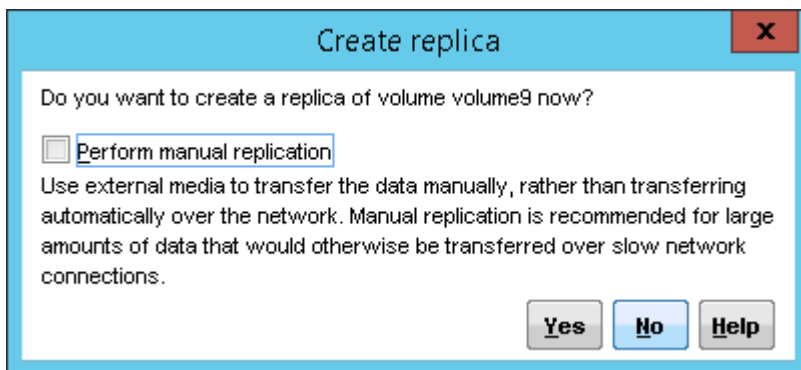 Create replica
x
Do you want to create a replica of volume volume9 now?
Perform manual replication
Use external media to transfer the data manually, rather than transferring
automatically over the network. Manual replication is recommended for large
amounts of data that would otherwise be transferred over slow network
connections.
Yes No Help